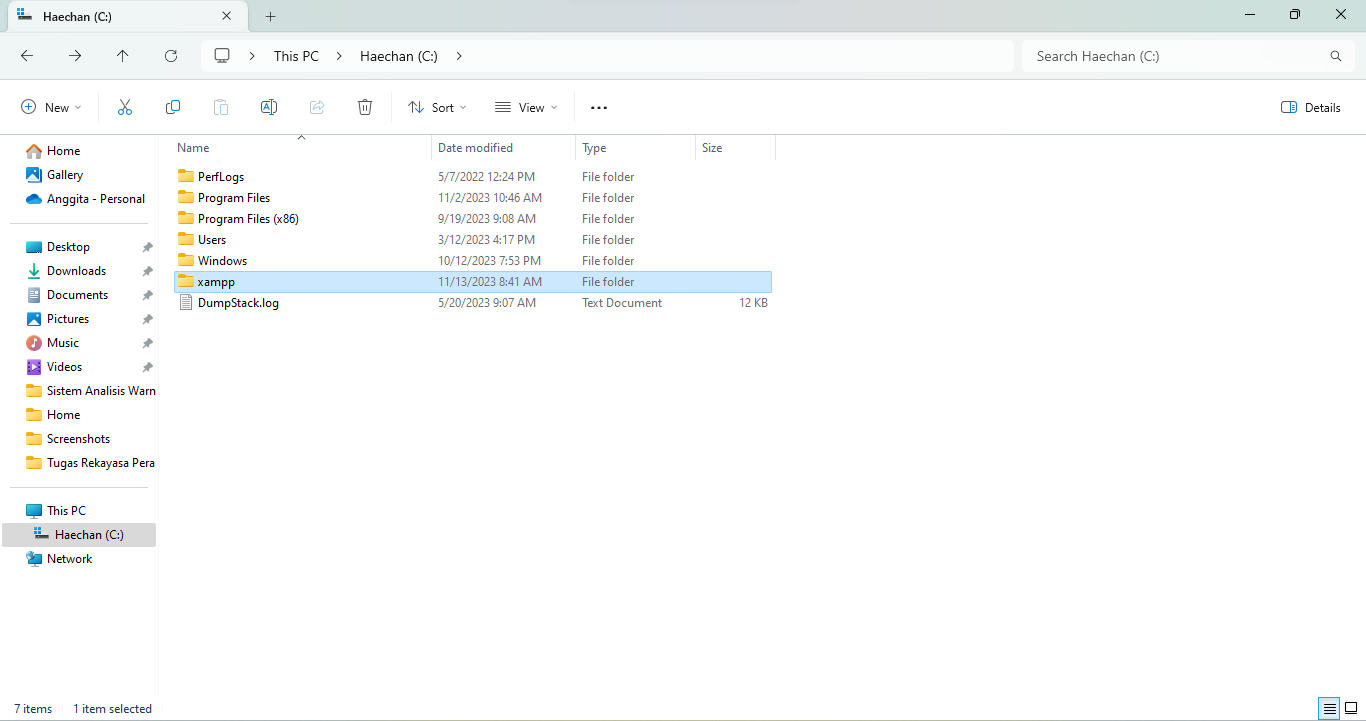 Haechan (C:)
This PC > Haechan (C:) >
Search Haechan (C:)
New
Sort
View
Details
Home
Gallery
Anggita - Personal
Desktop
Downloads
Documents
Pictures
Music
Videos
Sistem Analisis Warn
Home
Screenshots
Tugas Rekayasa Pera
This PC
Haechan (C:)
Network
Name Date modified Type Size
PerfLogs 5/7/2022 12:24 PM File folder
Program Files 11/2/2023 10:46 AM File folder
Program Files (x86) 9/19/2023 9:08 AM File folder
Users 3/12/2023 4:17 PM File folder
Windows 10/12/2023 7:53 PM File folder
xampp 11/13/2023 8:41 AM File folder
DumpStack.log 5/20/2023 9:07 AM Text Document 12 KB
7 items 1 item selected